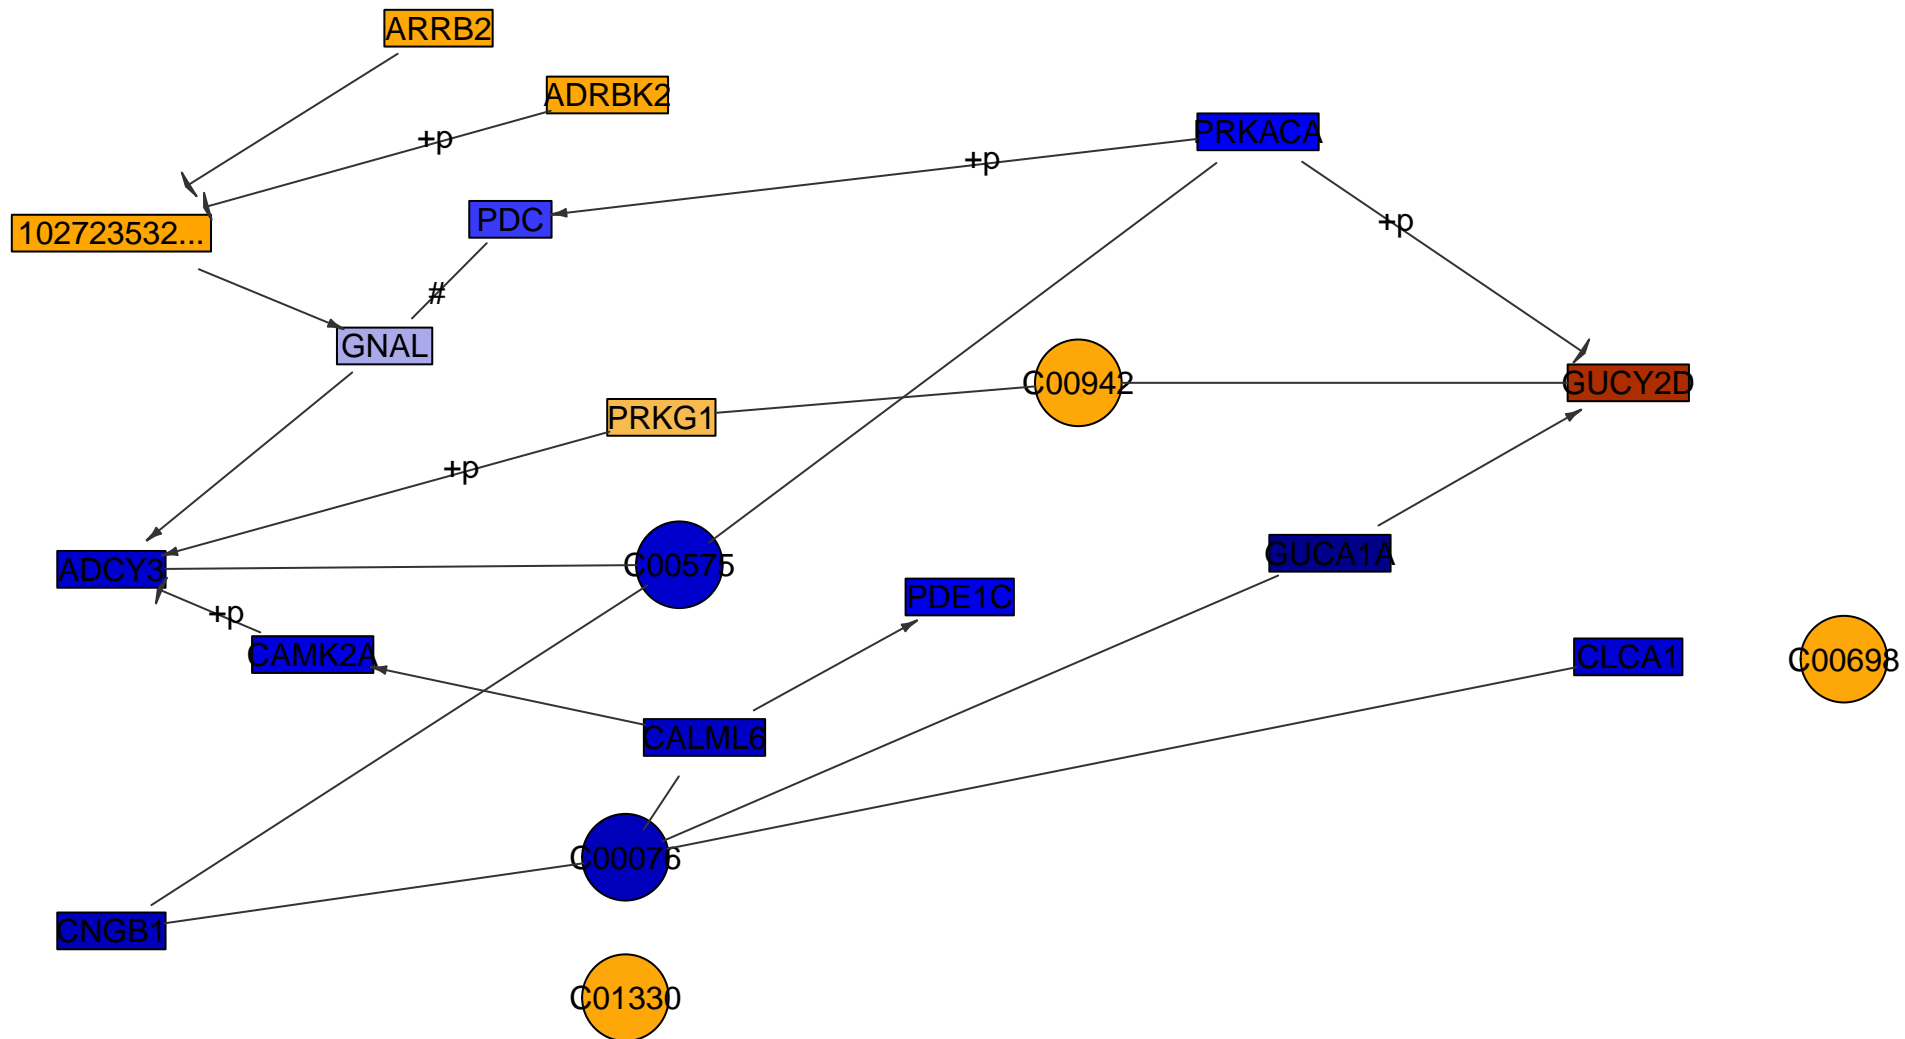 ARRB2
ADRBK2
+p
PRKACA
+p
PDC
102723532...
+p
#
GNAL
C00942
GUCY2D
PRKG1
+p
ADCY3
C00575
GUCA1A
PDE1C
+p
CAMK2A
CLCA1
C00698
CALML6
C00076
CNGB1
C01330